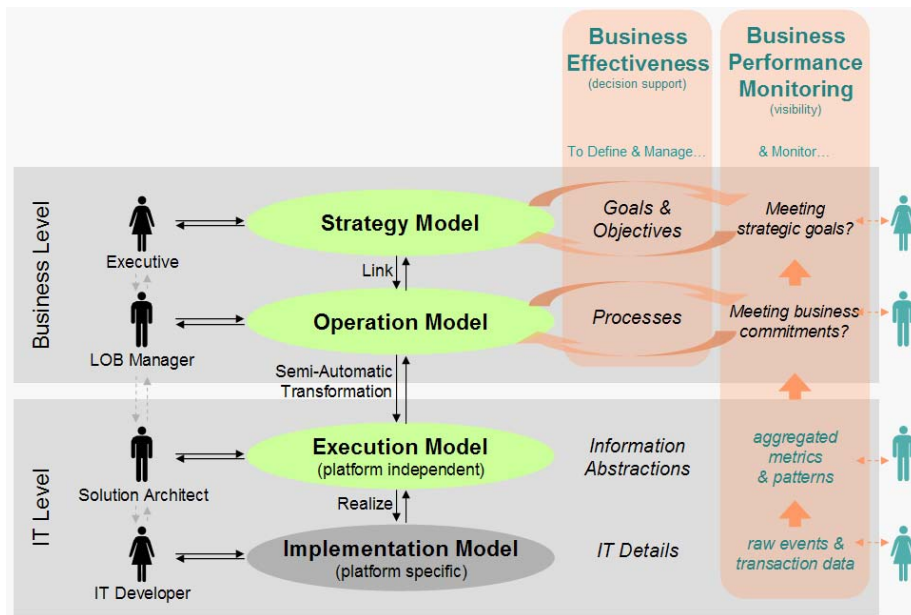 Business
Effectiveness
(decision support)
Business
Performance
Monitoring
(visibility)
To Define & Manage…
& Monitor…
Business Level
Executive
Strategy Model
Goals &
Objectives
Meeting
strategic goals?
Link
LOB Manager
Operation Model
Processes
Meeting business
commitments?
Semi-Automatic
Transformation
IT Level
Solution Architect
Execution Model
(platform independent)
Information
Abstractions
aggregated
metrics
& patterns
Realize
IT Developer
Implementation Model
(platform specific)
IT Details
raw events &
transaction data